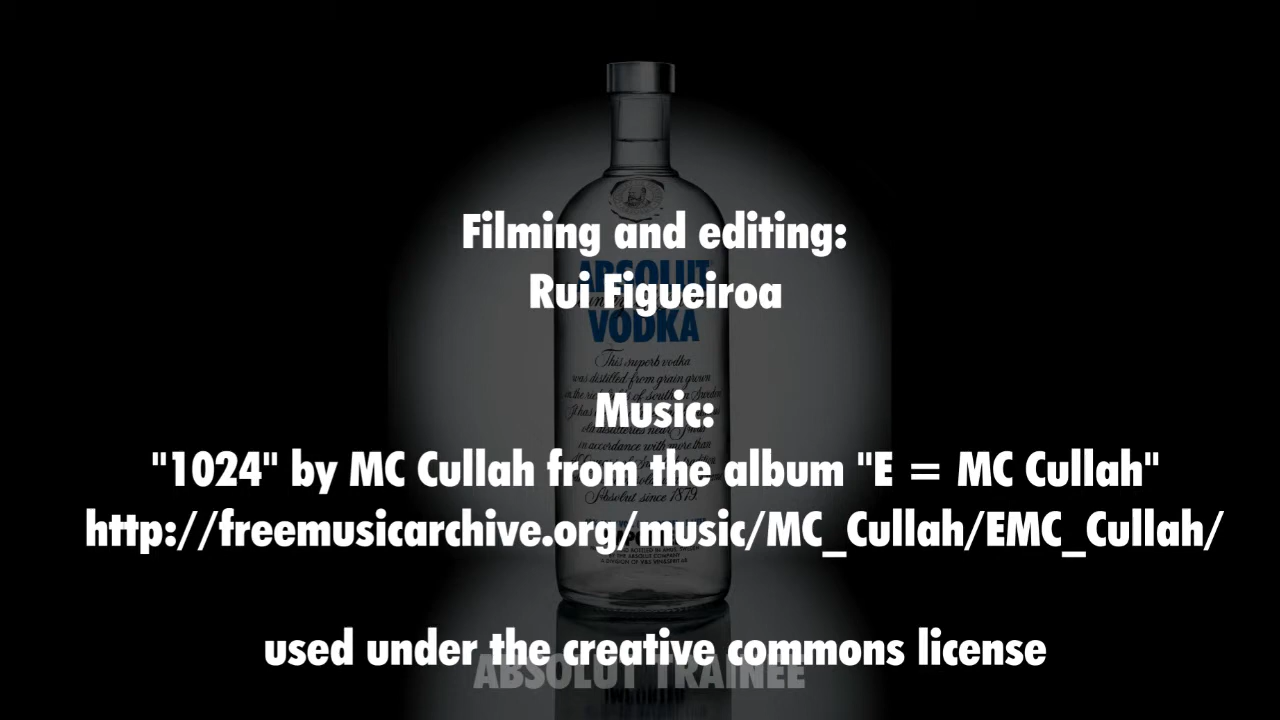 Filming and editing:
ABSOLUT
Rui Figueiroa
VODKA
This superb vodka
was distilled from grain grown
Music:
in accordance with more than
"1024" by MC Cullah from the album "E = MC Cullah"
Absolut since 1879.
http://freemusicarchive.org/music/MC_Cullah/EMC_Cullah/
used under the creative commons license
ABSOLUT TRAINEE